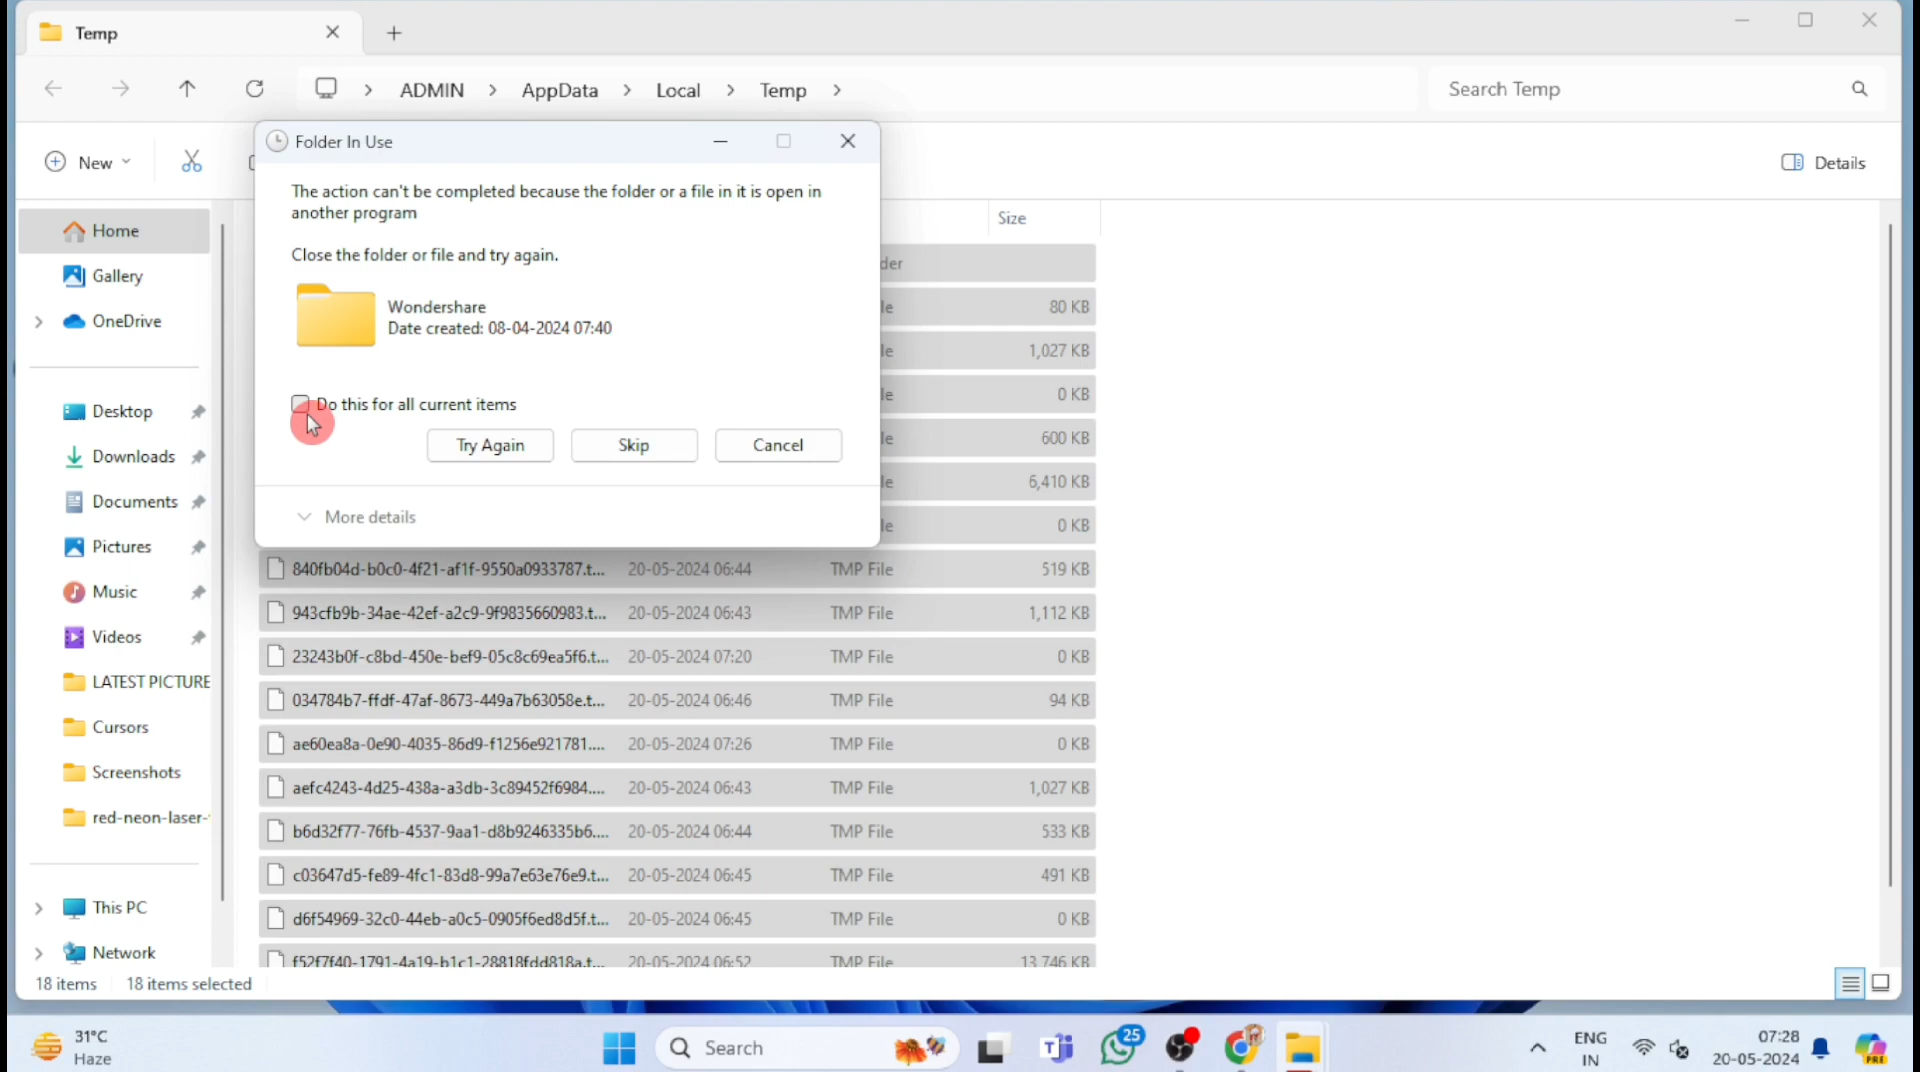 Temp
ADMIN > AppData > Local > Temp >
Search Temp
New
Details
Folder In Use
The action can't be completed because the folder or a file in it is open in
another program
Close the folder or file and try again.
Wondershare
Date created: 08-04-2024 07:40
Do this for all current items
Try Again
Skip
Cancel
More details
Home
Gallery
OneDrive
Desktop
Downloads
Documents
Pictures
Music
Videos
LATEST PICTURE
Cursors
Screenshots
red-neon-laser-
This PC
Network
Size
der
le 80 KB
le 1,027 KB
le 0 KB
le 600 KB
le 6,410 KB
le 0 KB
840fb04d-b0c0-4f21-af1f-9550a0933787.t... 20-05-2024 06:44 TMP File 519 KB
943cfb9b-34ae-42ef-a2c9-9f9835660983.t... 20-05-2024 06:43 TMP File 1,112 KB
23243b0f-c8bd-450e-bef9-05c8c69ea5f6.t... 20-05-2024 07:20 TMP File 0 KB
034784b7-ffdf-47af-8673-449a7b63058e.t... 20-05-2024 06:46 TMP File 94 KB
ae60ea8a-0e90-4035-86d9-f1256e921781.... 20-05-2024 07:26 TMP File 0 KB
aefc4243-4d25-438a-a3db-3c89452f6984.... 20-05-2024 06:43 TMP File 1,027 KB
b6d32f77-76fb-4537-9aa1-d8b9246335b6.... 20-05-2024 06:44 TMP File 533 KB
c03647d5-fe89-4fc1-83d8-99a7e63e76e9.t... 20-05-2024 06:45 TMP File 491 KB
d6f54969-32c0-44eb-a0c5-0905f6ed8d5f.t... 20-05-2024 06:45 TMP File 0 KB
f52f7f40-1791-4a19-b1c1-28818fdd818a.t... 20-05-2024 06:52 TMP File 13,746 KB
18 items 18 items selected
31°C
Haze
Search
25
ENG
IN
07:28
20-05-2024
PRE